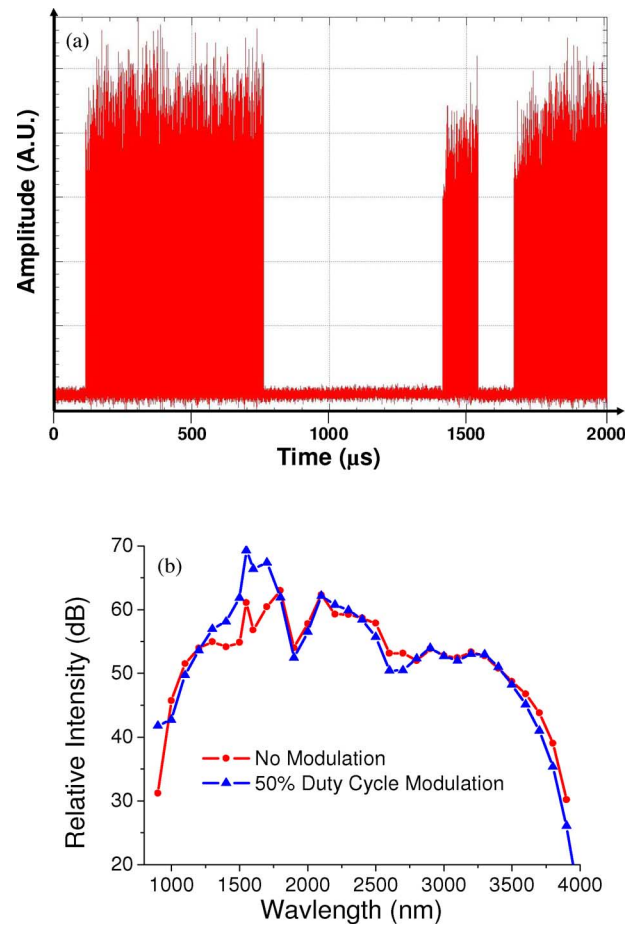 (a)
Amplitude (A.U.)
0 500 1000 1500 2000
Time (μs)
(b)
70
60
50
40
30
20
Relative Intensity (dB)
No Modulation
50% Duty Cycle Modulation
1000 1500 2000 2500 3000 3500 4000
Wavlength (nm)